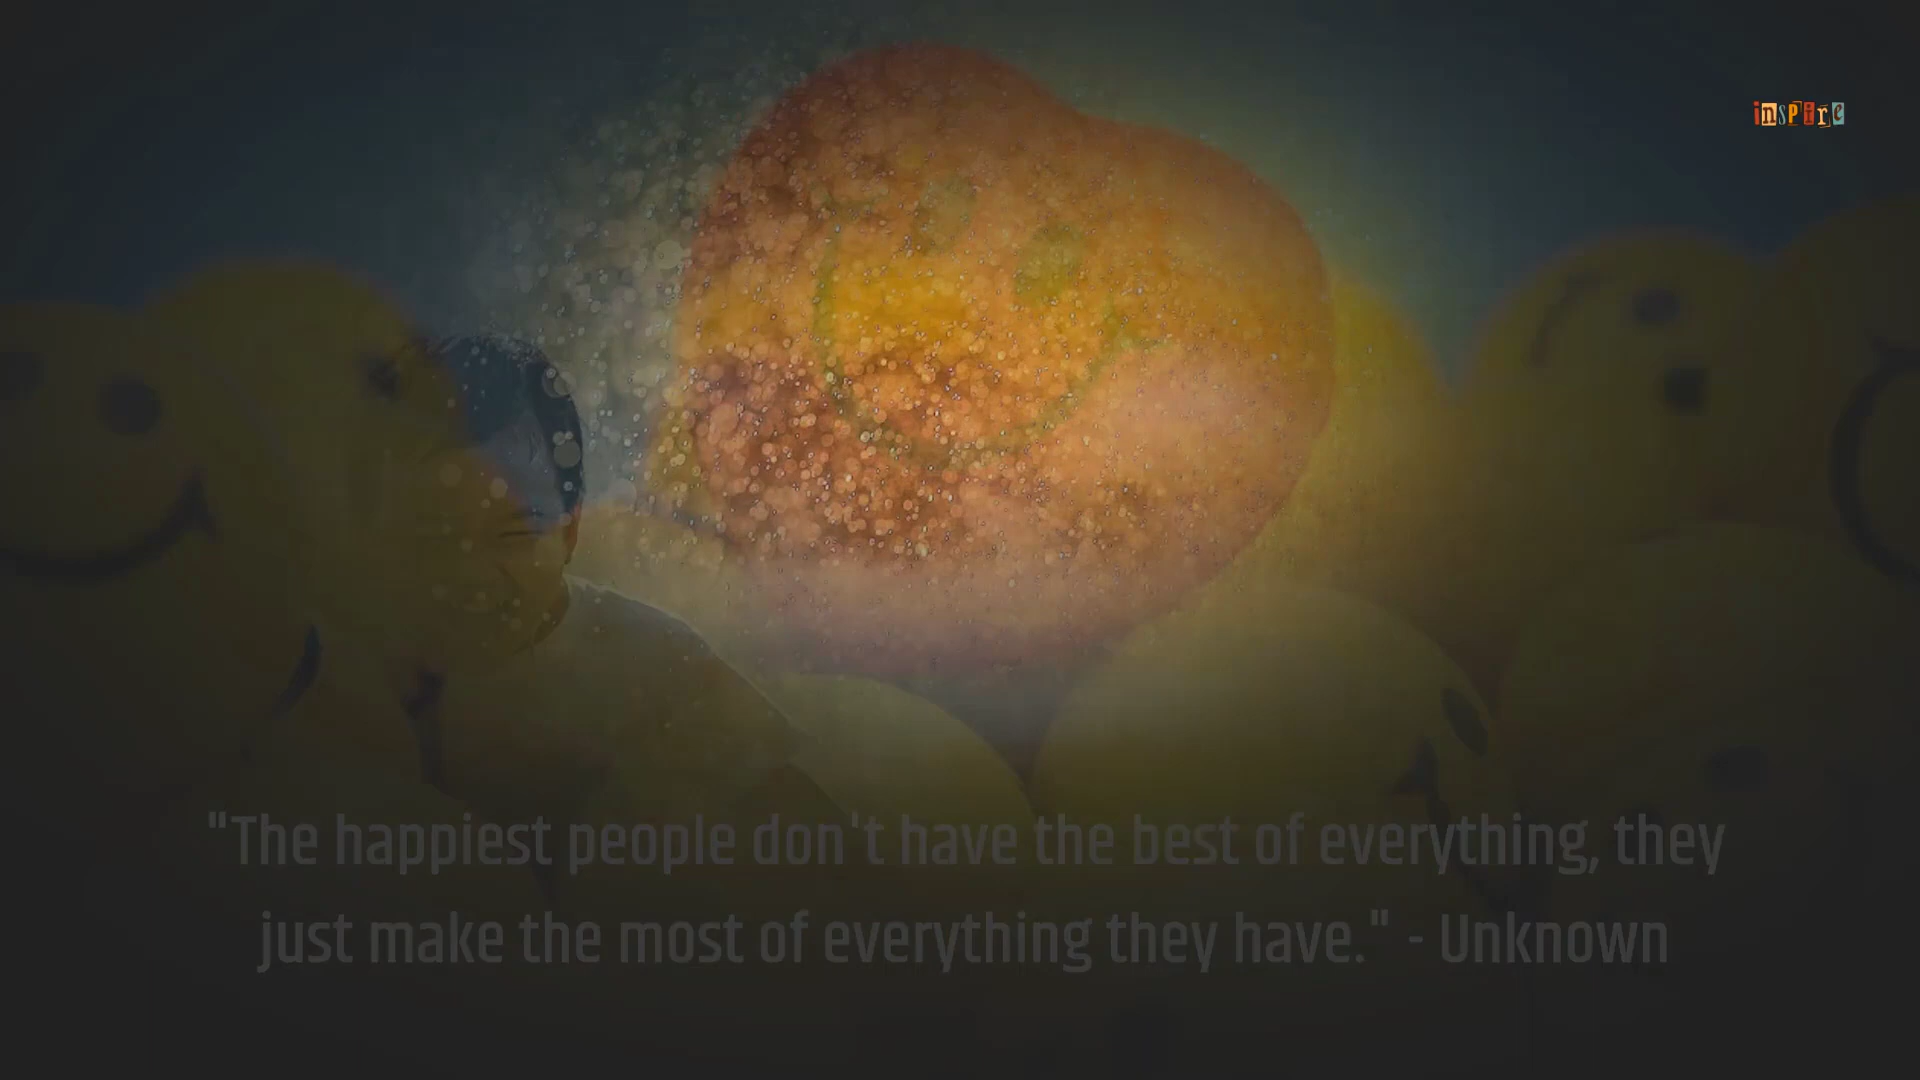 inspire
"The happiest people don't have the best of everything, they
just make the most of everything they have." - Unknown